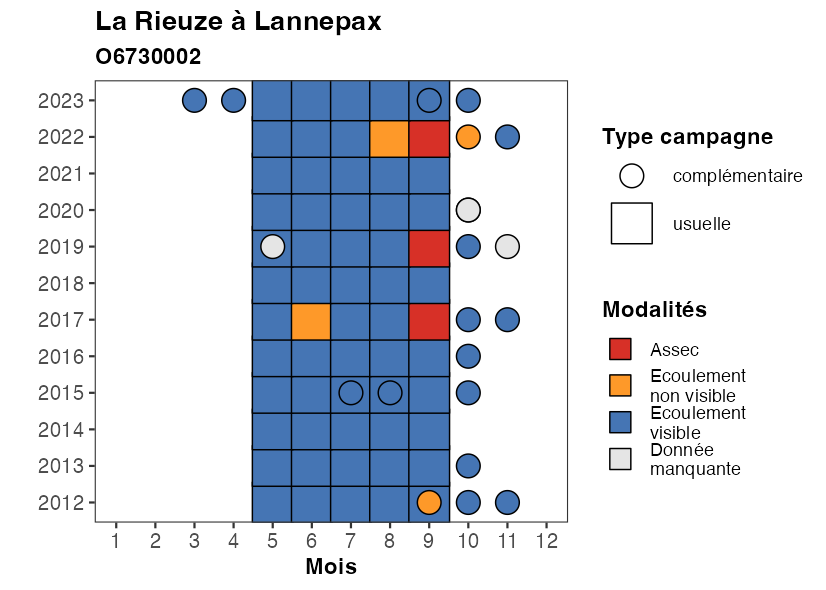 La Rieuze à Lannepax
O6730002
2023
2022
2021
2020
2019
2018
2017
2016
2015
2014
2013
2012
1 2 3 4 5 6 7 8 9 10 11 12
Mois
Type campagne
complémentaire
usuelle
Modalités
Assec
Ecoulement
non visible
Ecoulement
visible
Donnée
manquante